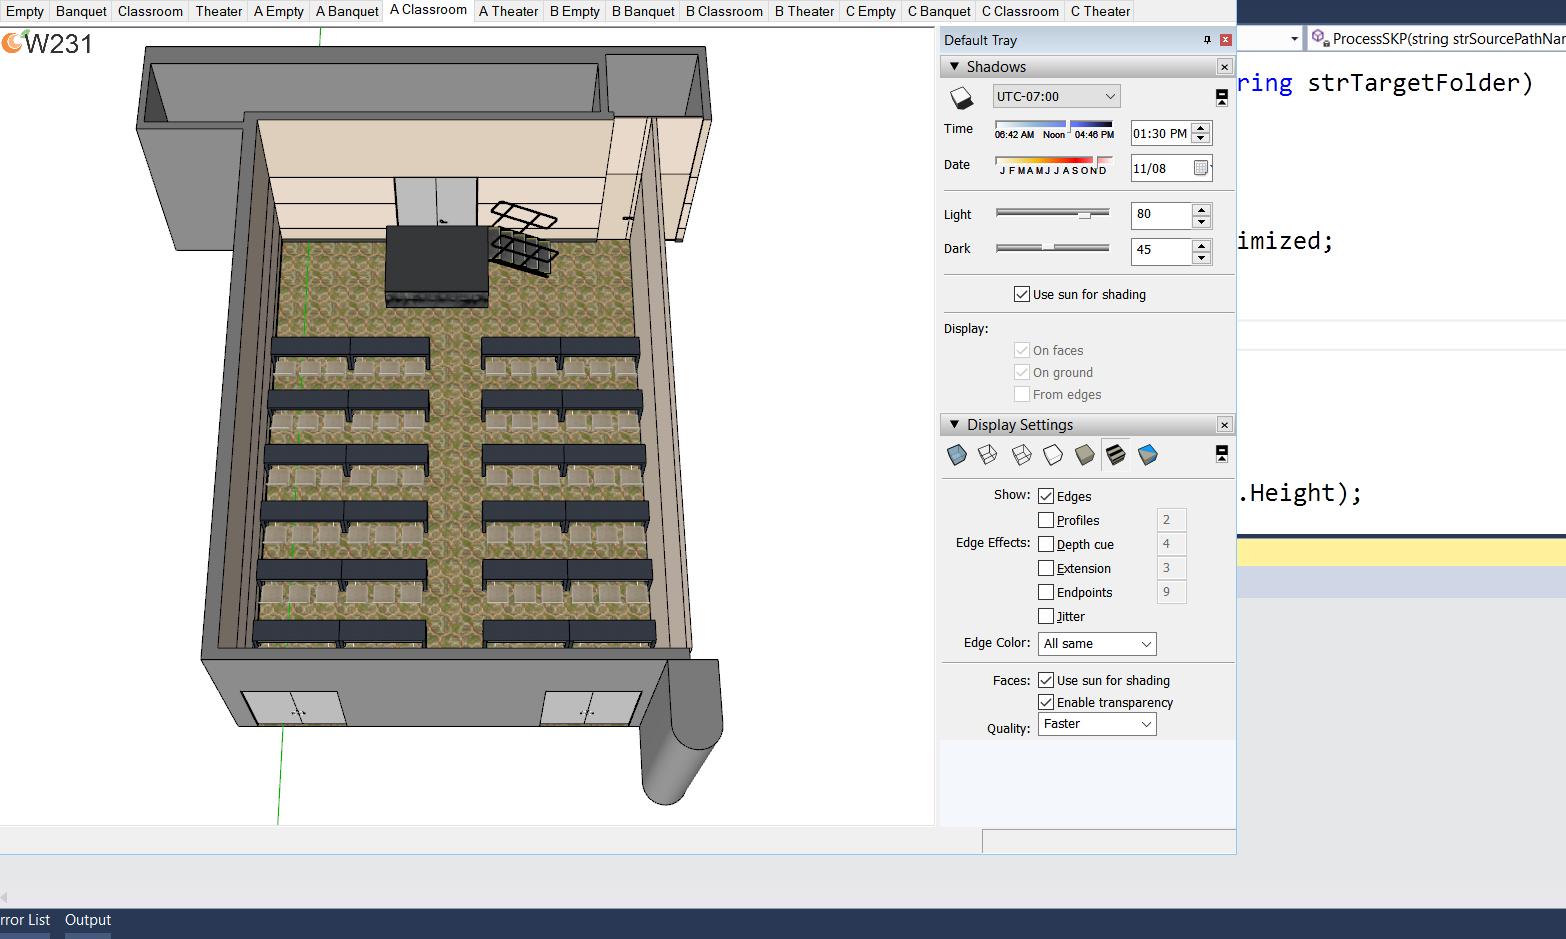 Empty Banquet Classroom Theater A Empty A Banquet A Classroom A Theater B Empty B Banquet B Classroom B Theater C Empty C Banquet C Classroom C Theater
W231
Default Tray
Shadows
UTC-07:00
Time
06:42 AM Noon 04:46 PM
01:30 PM
Date
J F M A M J J A S O N D
11/08
Light
80
Dark
45
Use sun for shading
Display:
On faces
On ground
From edges
Display Settings
Show: Edges
Profiles 2
Edge Effects: Depth cue 4
Extension 3
Endpoints 9
Jitter
Edge Color: All same
Faces: Use sun for shading
Enable transparency
Quality: Faster
ProcessSKP(string strSourcePathNar
ring strTargetFolder)
imized;
.Height);
rror List Output